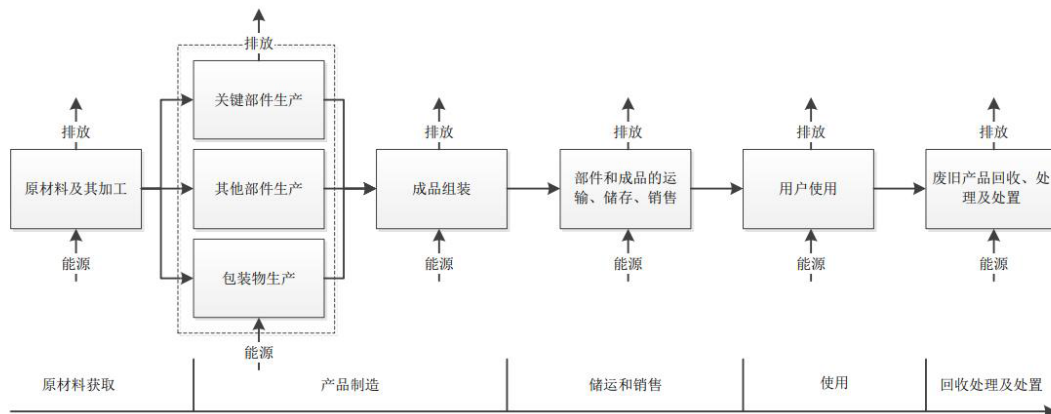 排放
关键部件生产
排放
排放
排放
排放
排放
原材料及其加工
其他部件生产
成品组装
部件和成品的运
输、储存、销售
用户使用
废旧产品回收、处
理及处置
能源
包装物生产
能源
能源
能源
能源
能源
原材料获取
产品制造
储运和销售
使用
回收处理及处置